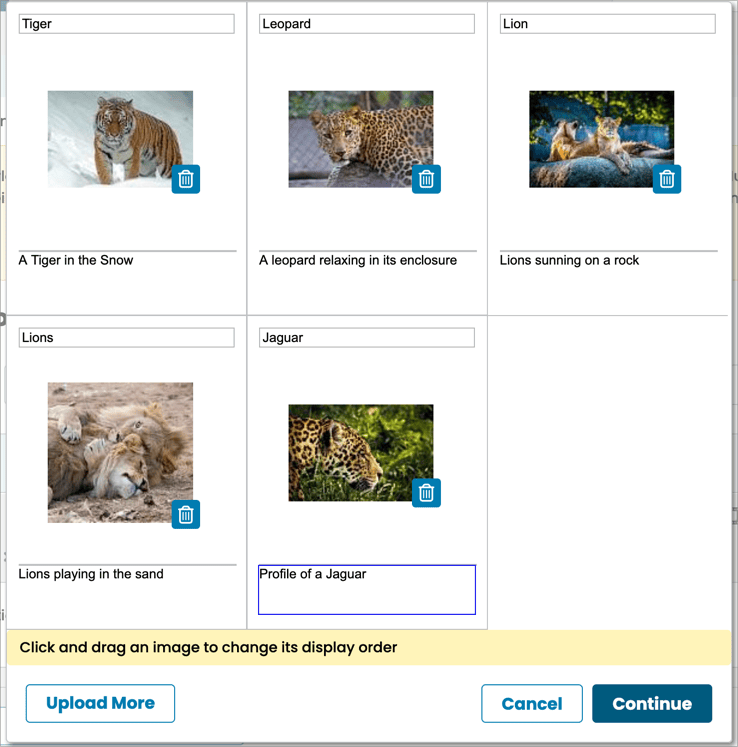 Tiger
Leopard
Lion
A Tiger in the Snow
A leopard relaxing in its enclosure
Lions sunning on a rock
Lions
Jaguar
Lions playing in the sand
Profile of a Jaguar
Click and drag an image to change its display order
Upload More
Cancel
Continue